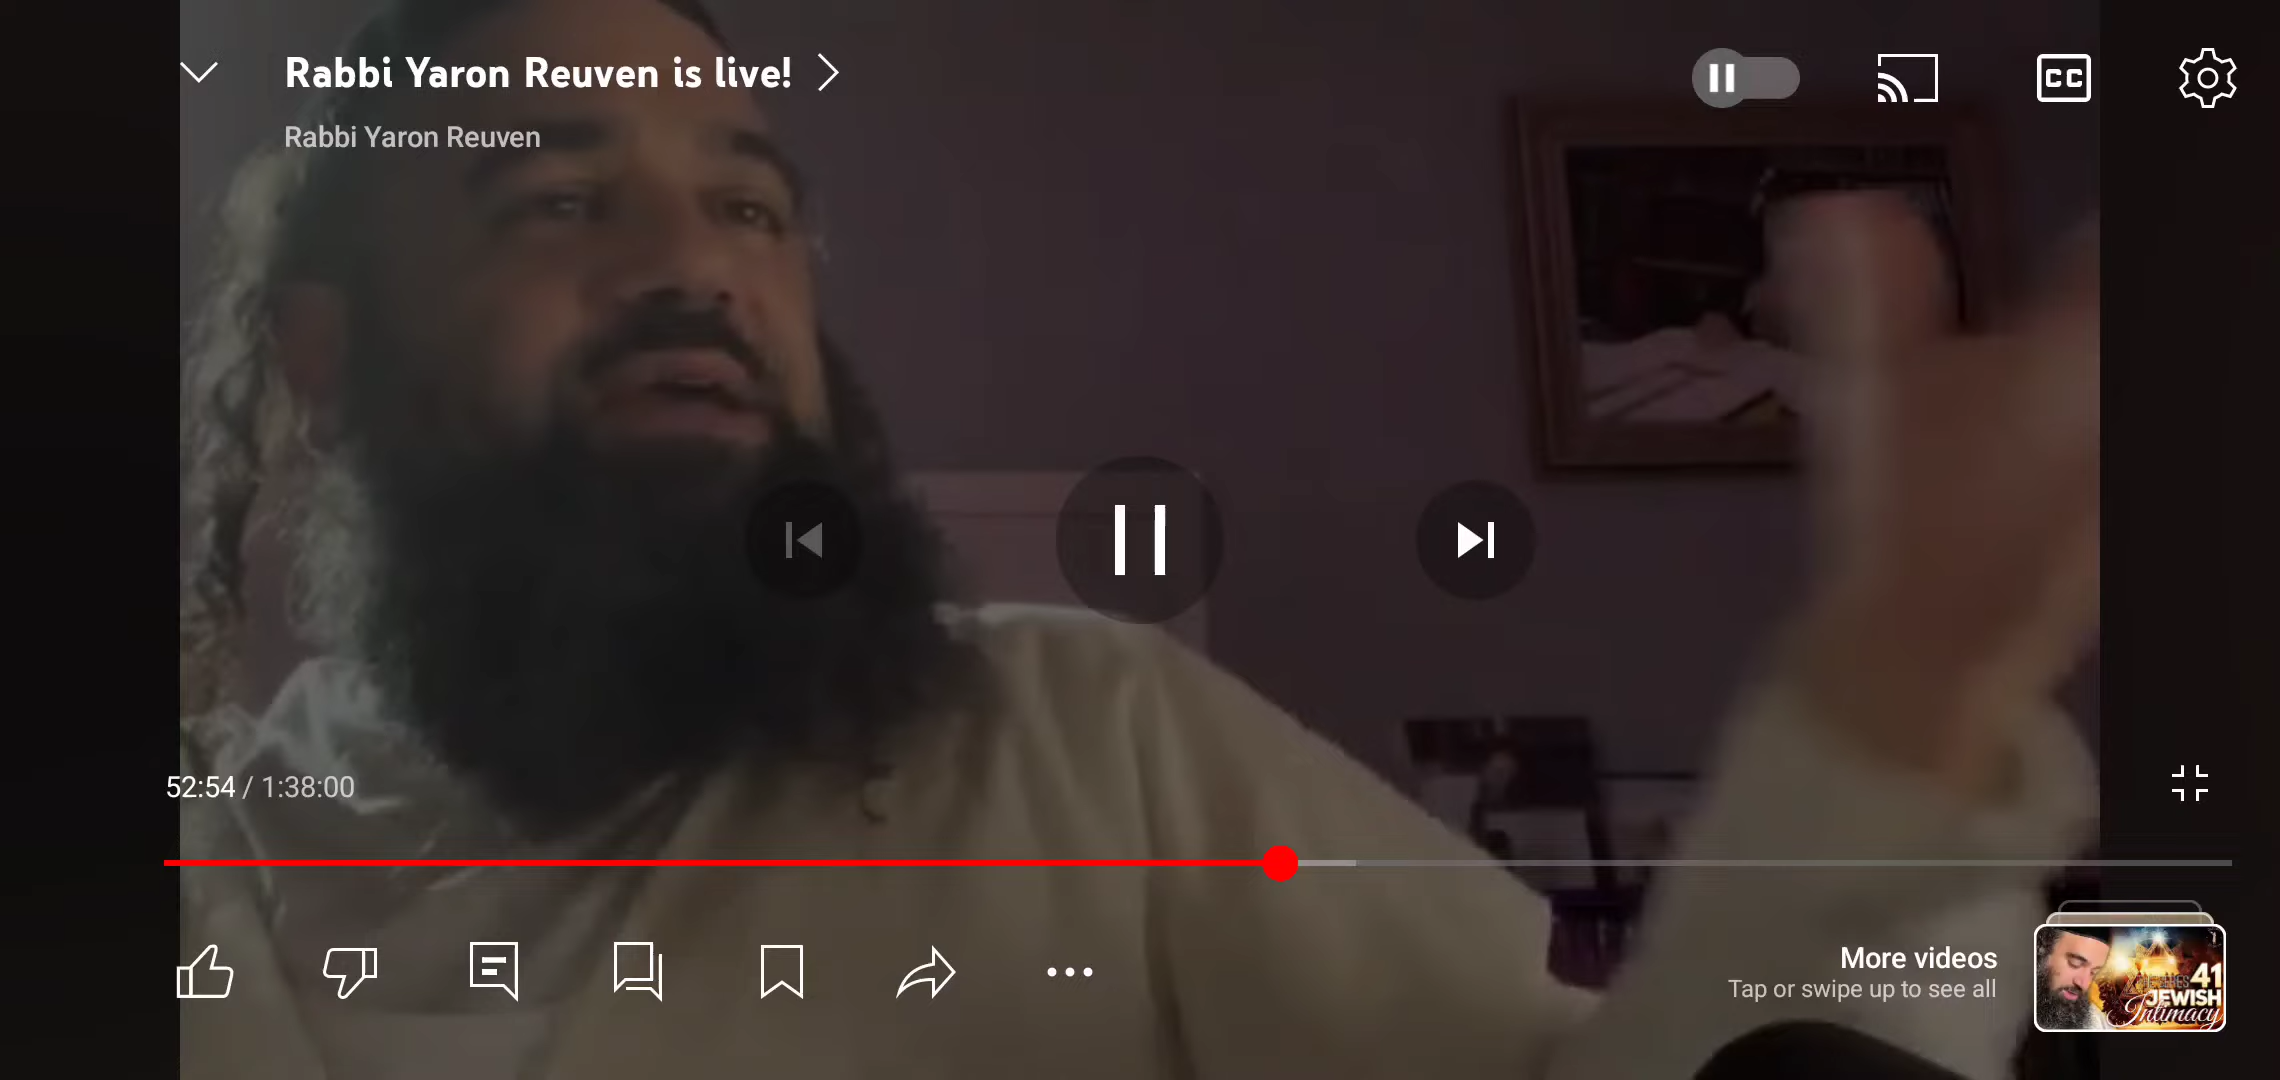 Rabbi Yaron Reuven is live!
Rabbi Yaron Reuven
CC
52:54 / 1:38:00
More videos
Tap or swipe up to see all
41
JEWISH
Intimacy